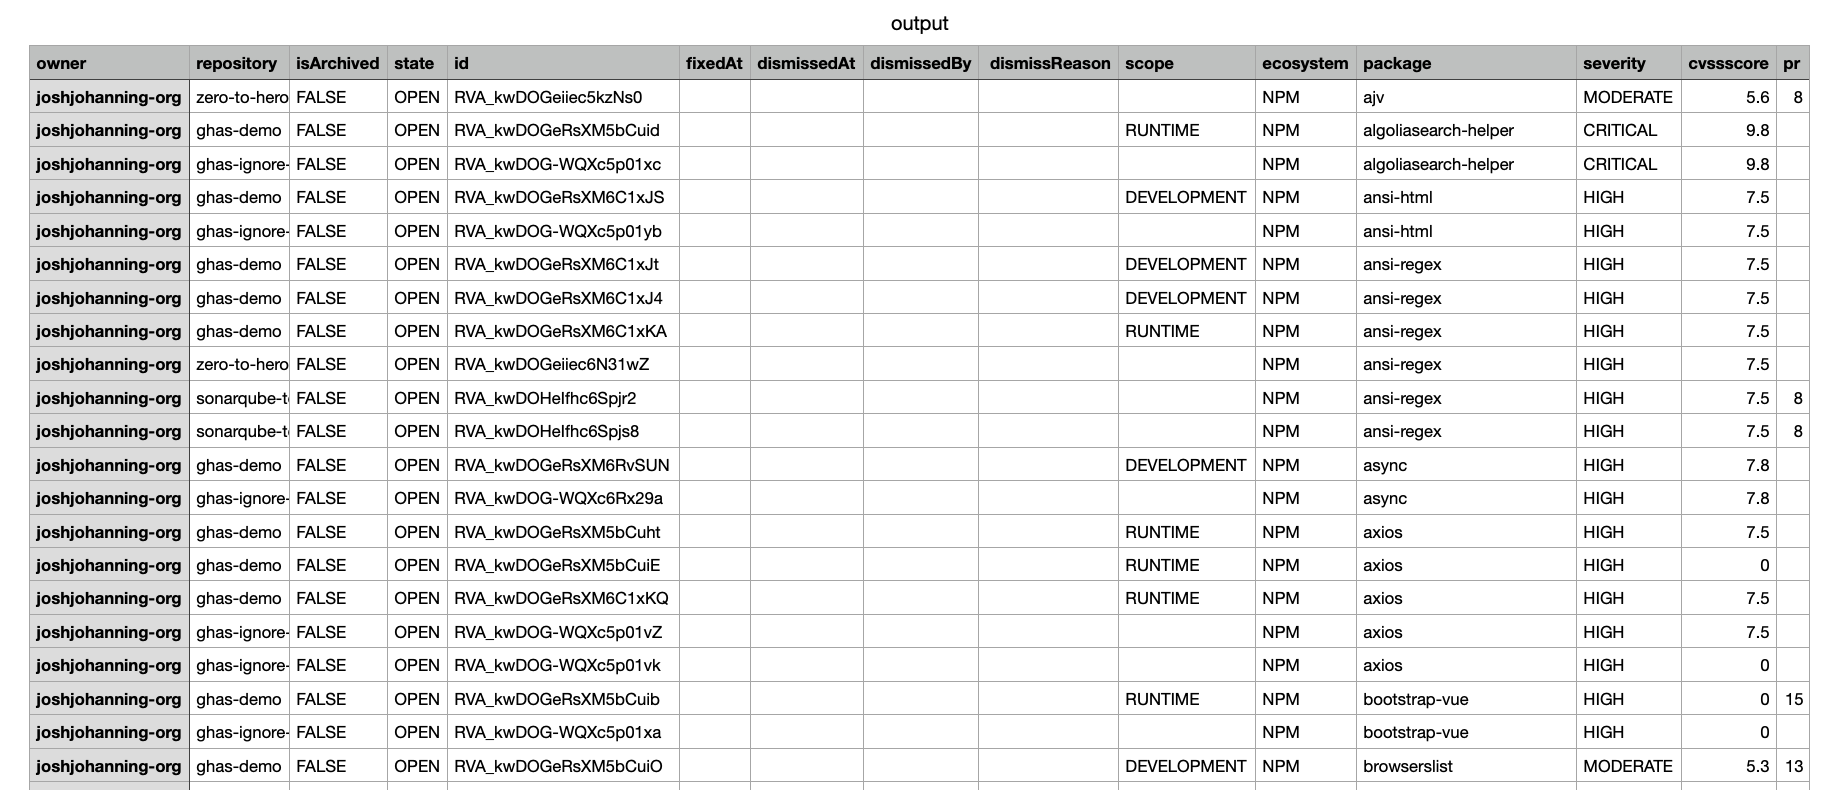 output
owner repository isArchived state id fixedAt dismissedAt dismissedBy dismissReason scope ecosystem package severity cvssscore pr
joshjohanning-org zero-to-hero FALSE OPEN RVA_kwDOGeiiec5kzNs0 NPM ajv MODERATE 5.6 8
joshjohanning-org ghas-demo FALSE OPEN RVA_kwDOGeRsXM5bCuid RUNTIME NPM algoliasearch-helper CRITICAL 9.8
joshjohanning-org ghas-ignore- FALSE OPEN RVA_kwDOG-WQXc5p01xc NPM algoliasearch-helper CRITICAL 9.8
joshjohanning-org ghas-demo FALSE OPEN RVA_kwDOGeRsXM6C1xJS DEVELOPMENT NPM ansi-html HIGH 7.5
joshjohanning-org ghas-ignore- FALSE OPEN RVA_kwDOG-WQXc5p01yb NPM ansi-html HIGH 7.5
joshjohanning-org ghas-demo FALSE OPEN RVA_kwDOGeRsXM6C1xJt DEVELOPMENT NPM ansi-regex HIGH 7.5
joshjohanning-org ghas-demo FALSE OPEN RVA_kwDOGeRsXM6C1xJ4 DEVELOPMENT NPM ansi-regex HIGH 7.5
joshjohanning-org ghas-demo FALSE OPEN RVA_kwDOGeRsXM6C1xKA RUNTIME NPM ansi-regex HIGH 7.5
joshjohanning-org zero-to-hero FALSE OPEN RVA_kwDOGeiiec6N31wZ NPM ansi-regex HIGH 7.5
joshjohanning-org sonarqube-t FALSE OPEN RVA_kwDOHelfhc6Spjr2 NPM ansi-regex HIGH 7.5 8
joshjohanning-org sonarqube-t FALSE OPEN RVA_kwDOHelfhc6Spjs8 NPM ansi-regex HIGH 7.5 8
joshjohanning-org ghas-demo FALSE OPEN RVA_kwDOGeRsXM6RvSUN DEVELOPMENT NPM async HIGH 7.8
joshjohanning-org ghas-ignore- FALSE OPEN RVA_kwDOG-WQXc6Rx29a NPM async HIGH 7.8
joshjohanning-org ghas-demo FALSE OPEN RVA_kwDOGeRsXM5bCuht RUNTIME NPM axios HIGH 7.5
joshjohanning-org ghas-demo FALSE OPEN RVA_kwDOGeRsXM5bCuiE RUNTIME NPM axios HIGH 0
joshjohanning-org ghas-demo FALSE OPEN RVA_kwDOGeRsXM6C1xKQ RUNTIME NPM axios HIGH 7.5
joshjohanning-org ghas-ignore- FALSE OPEN RVA_kwDOG-WQXc5p01vZ NPM axios HIGH 7.5
joshjohanning-org ghas-ignore- FALSE OPEN RVA_kwDOG-WQXc5p01vk NPM axios HIGH 0
joshjohanning-org ghas-demo FALSE OPEN RVA_kwDOGeRsXM5bCuib RUNTIME NPM bootstrap-vue HIGH 0 15
joshjohanning-org ghas-ignore- FALSE OPEN RVA_kwDOG-WQXc5p01xa NPM bootstrap-vue HIGH 0
joshjohanning-org ghas-demo FALSE OPEN RVA_kwDOGeRsXM5bCuiO DEVELOPMENT NPM browserslist MODERATE 5.3 13